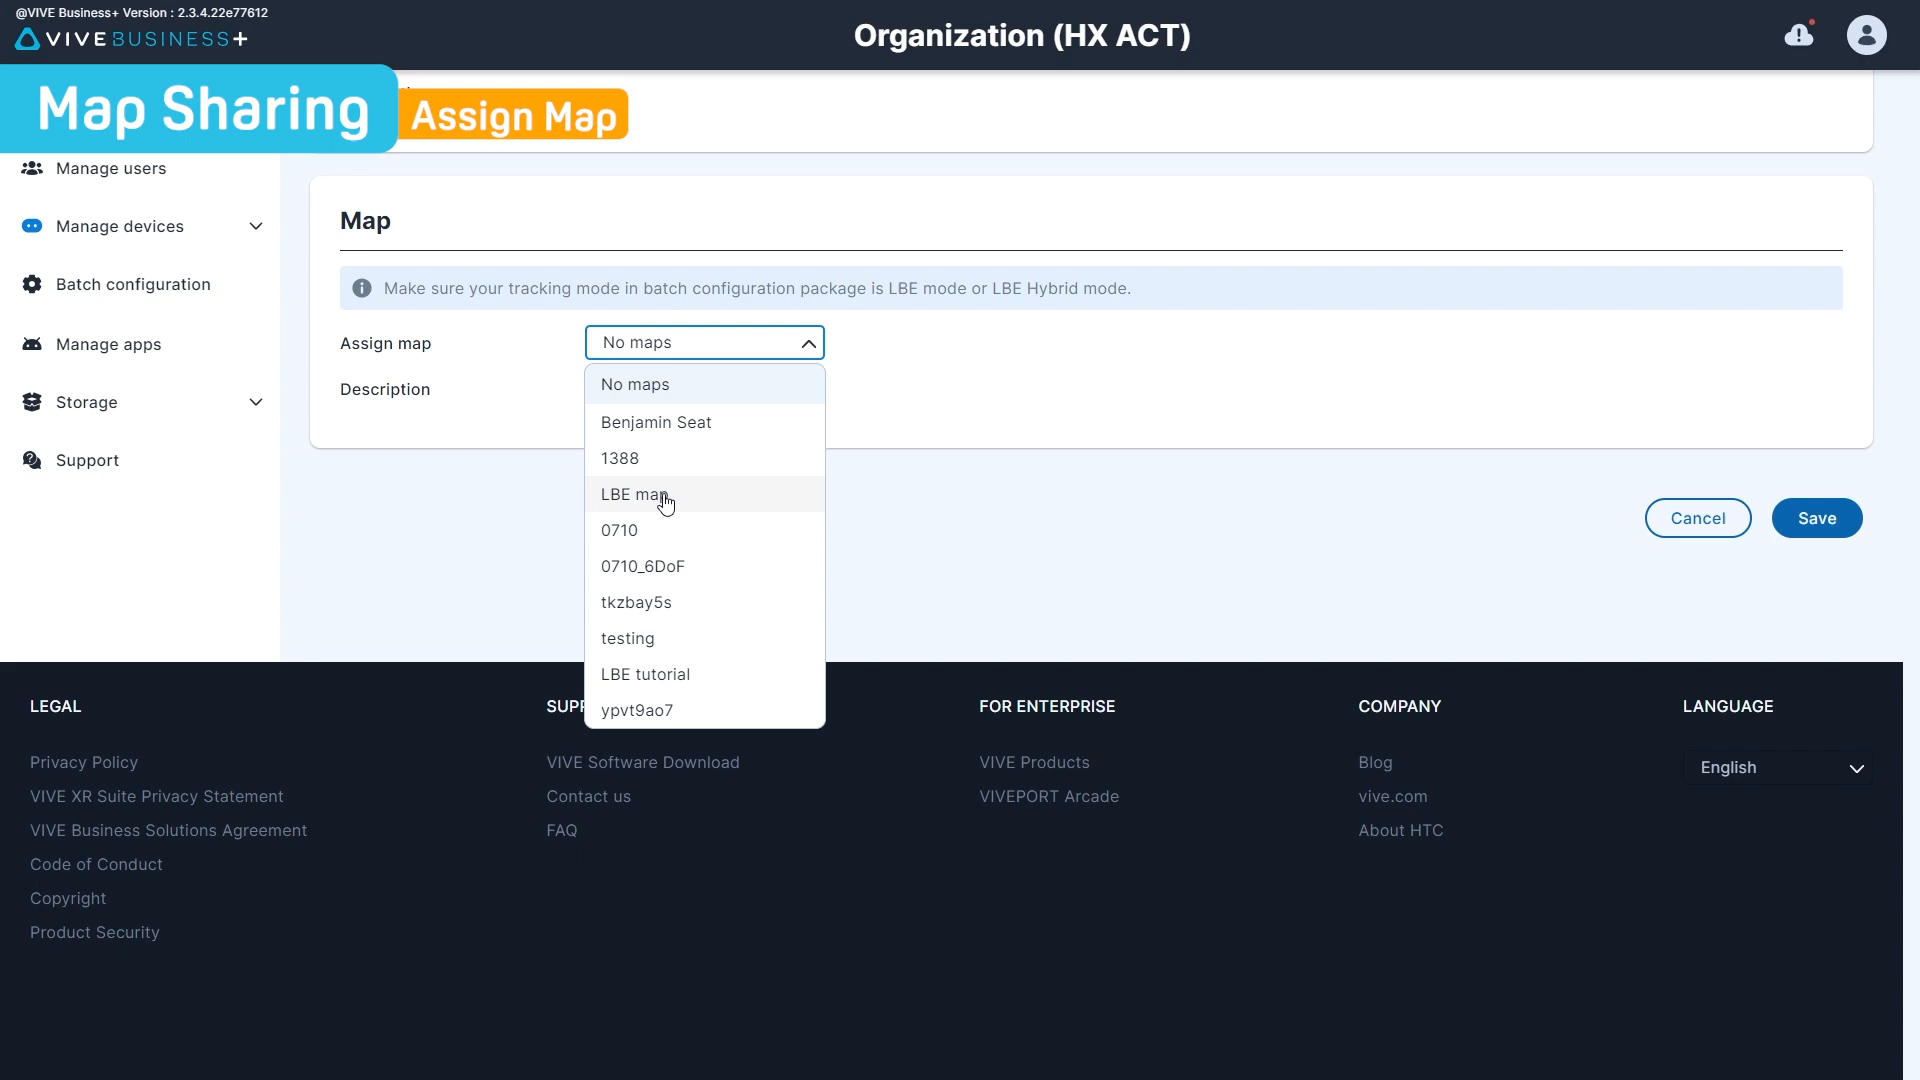 @VIVE Business+ Version : 2.3.4.22e77612
VIVE BUSINESS+
Organization (HX ACT)
Map Sharing
Assign Map
Manage users
Manage devices
Batch configuration
Manage apps
Storage
Support
Map
Make sure your tracking mode in batch configuration package is LBE mode or LBE Hybrid mode.
Assign map
No maps
Description
No maps
Benjamin Seat
1388
LBE map
0710
0710_6DoF
tkzbay5s
testing
LBE tutorial
ypvt9ao7
Cancel
Save
LEGAL
Privacy Policy
VIVE XR Suite Privacy Statement
VIVE Business Solutions Agreement
Code of Conduct
Copyright
Product Security
VIVE Software Download
Contact us
FAQ
FOR ENTERPRISE
VIVE Products
VIVEPORT Arcade
COMPANY
Blog
vive.com
About HTC
LANGUAGE
English